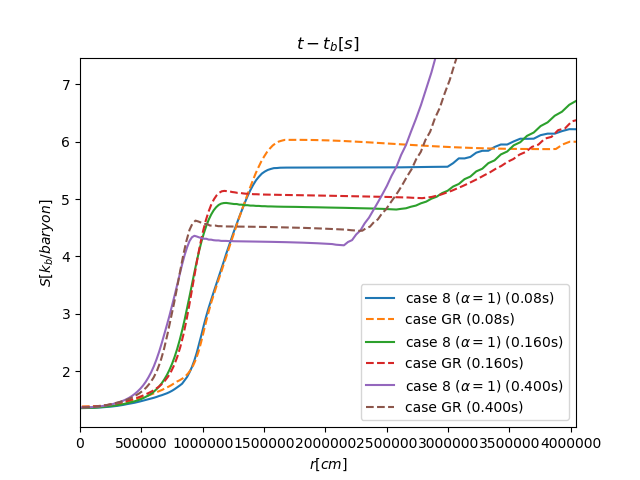 t − t_b[s]
7
6
5
4
3
2
S[k_b/baryon]
case 8 (α = 1) (0.08s)
case GR (0.08s)
case 8 (α = 1) (0.160s)
case GR (0.160s)
case 8 (α = 1) (0.400s)
case GR (0.400s)
0 500000 1000000 1500000 2000000 2500000 3000000 3500000 4000000
r[cm]